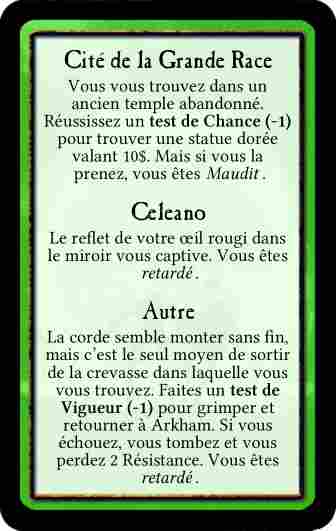 Cité de la Grande Race
Vous vous trouvez dans un
ancien temple abandonné.
Réussissez un test de Chance (-1)
pour trouver une statue dorée
valant 10$. Mais si vous la
prenez, vous êtes Maudit .
Celeano
Le reflet de votre œil rougi dans
le miroir vous captive. Vous êtes
retardé .
Autre
La corde semble monter sans fin,
mais c'est le seul moyen de sortir
de la crevasse dans laquelle vous
vous trouvez. Faites un test de
Vigueur (-1) pour grimper et
retourner à Arkham. Si vous
échouez, vous tombez et vous
perdez 2 Résistance. Vous êtes
retardé .